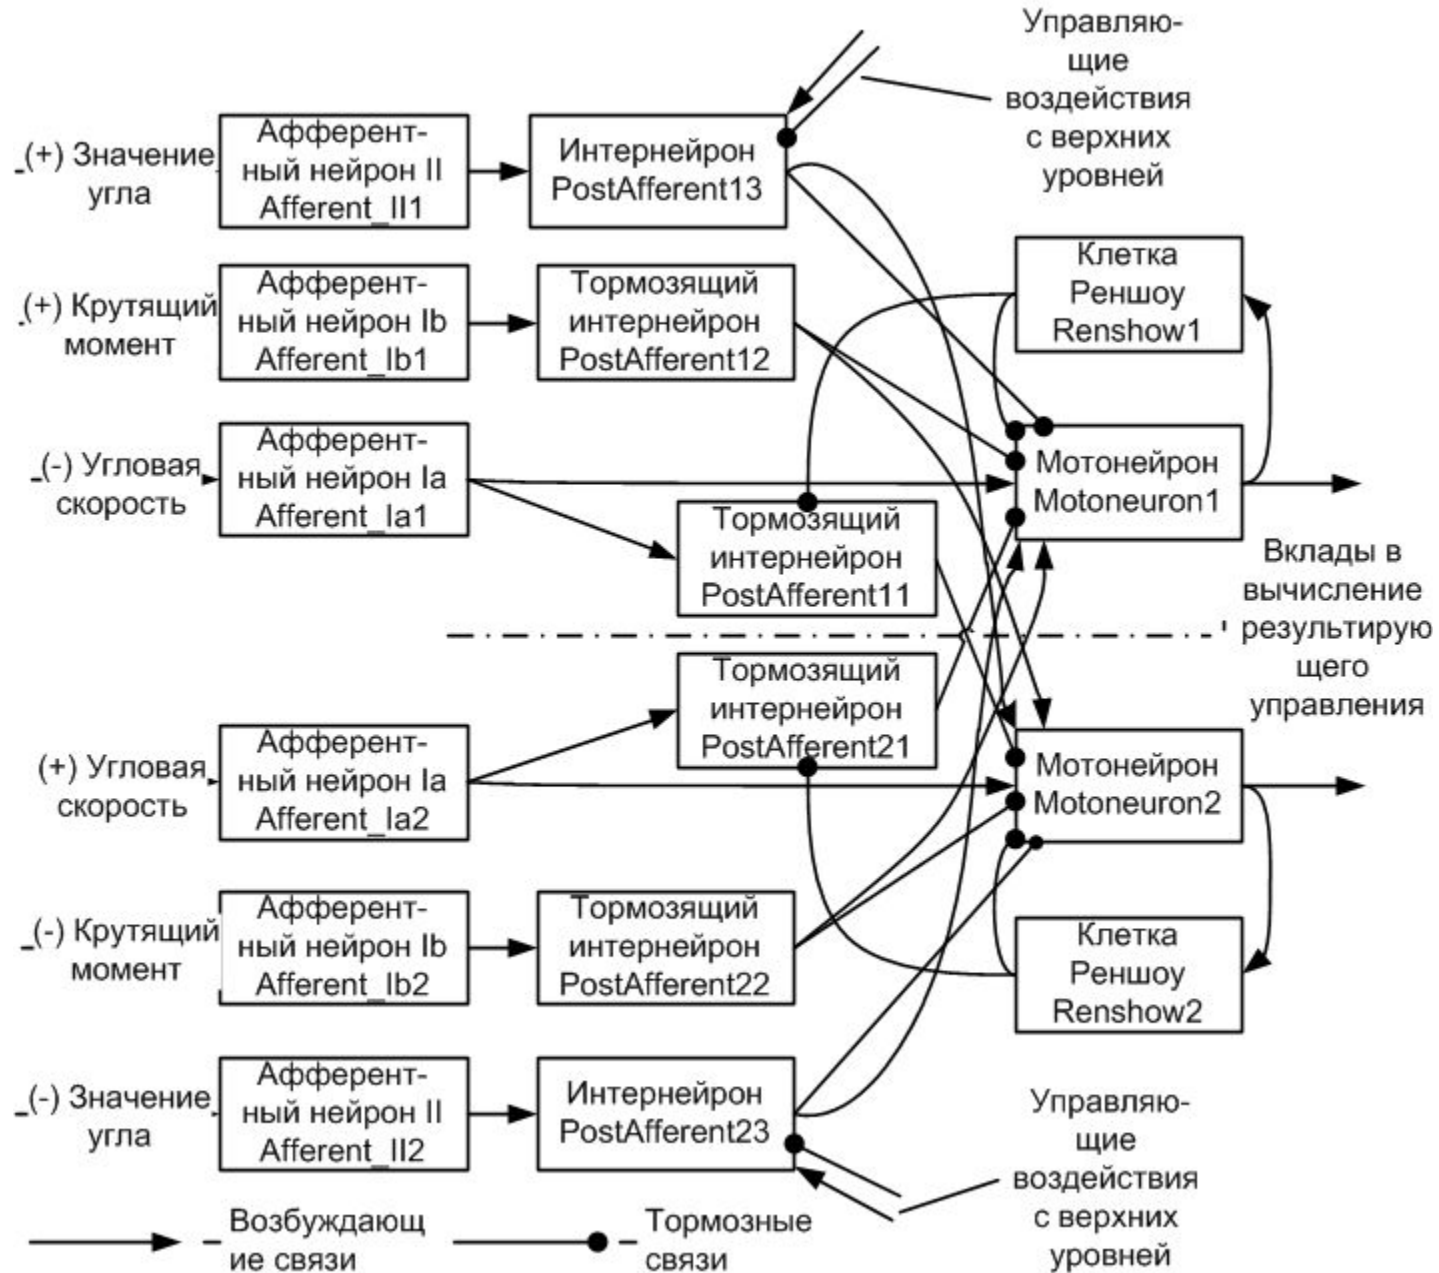 Управляю-
щие
воздействия
с верхних
уровней
(+) Значение
угла
Афферент-
ный нейрон II
Afferent_II1
Интернейрон
PostAfferent13
(+) Крутящий
момент
Афферент-
ный нейрон Ib
Afferent_Ib1
Тормозящий
интернейрон
PostAfferent12
Клетка
Реншоу
Renshow1
(-) Угловая
скорость
Афферент-
ный нейрон Ia
Afferent_Ia1
Мотонейрон
Motoneuron1
Тормозящий
интернейрон
PostAfferent11
Вклады в
вычисление
результирую
щего
управления
Тормозящий
интернейрон
PostAfferent21
(+) Угловая
скорость
Афферент-
ный нейрон Ia
Afferent_Ia2
Мотонейрон
Motoneuron2
(-) Крутящий
момент
Афферент-
ный нейрон Ib
Afferent_Ib2
Тормозящий
интернейрон
PostAfferent22
Клетка
Реншоу
Renshow2
(-) Значение
угла
Афферент-
ный нейрон II
Afferent_II2
Интернейрон
PostAfferent23
Управляю-
щие
воздействия
с верхних
уровней
– Возбуждающ
ие связи
– Тормозные
связи